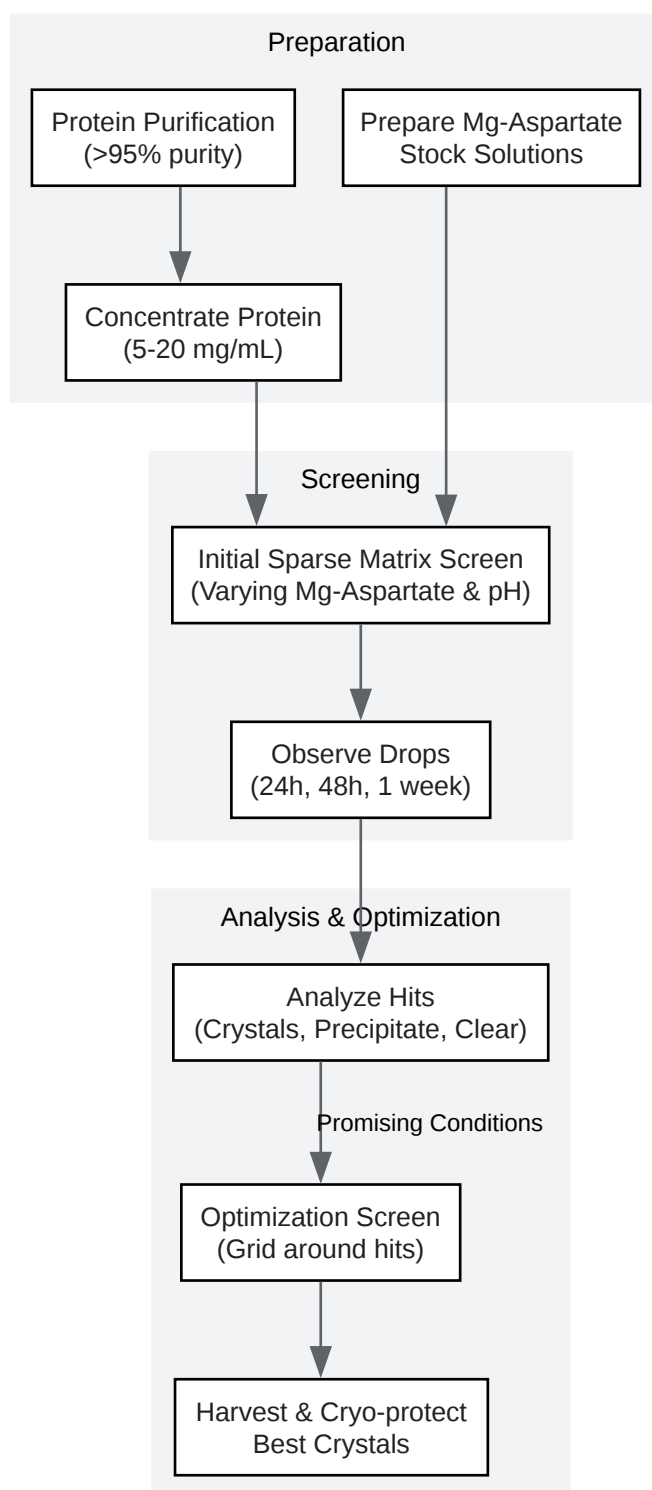 Preparation
Protein Purification
(>95% purity)
Prepare Mg-Aspartate
Stock Solutions
Concentrate Protein
(5-20 mg/mL)
Screening
Initial Sparse Matrix Screen
(Varying Mg-Aspartate & pH)
Observe Drops
(24h, 48h, 1 week)
Analysis & Optimization
Analyze Hits
(Crystals, Precipitate, Clear)
Promising Conditions
Optimization Screen
(Grid around hits)
Harvest & Cryo-protect
Best Crystals